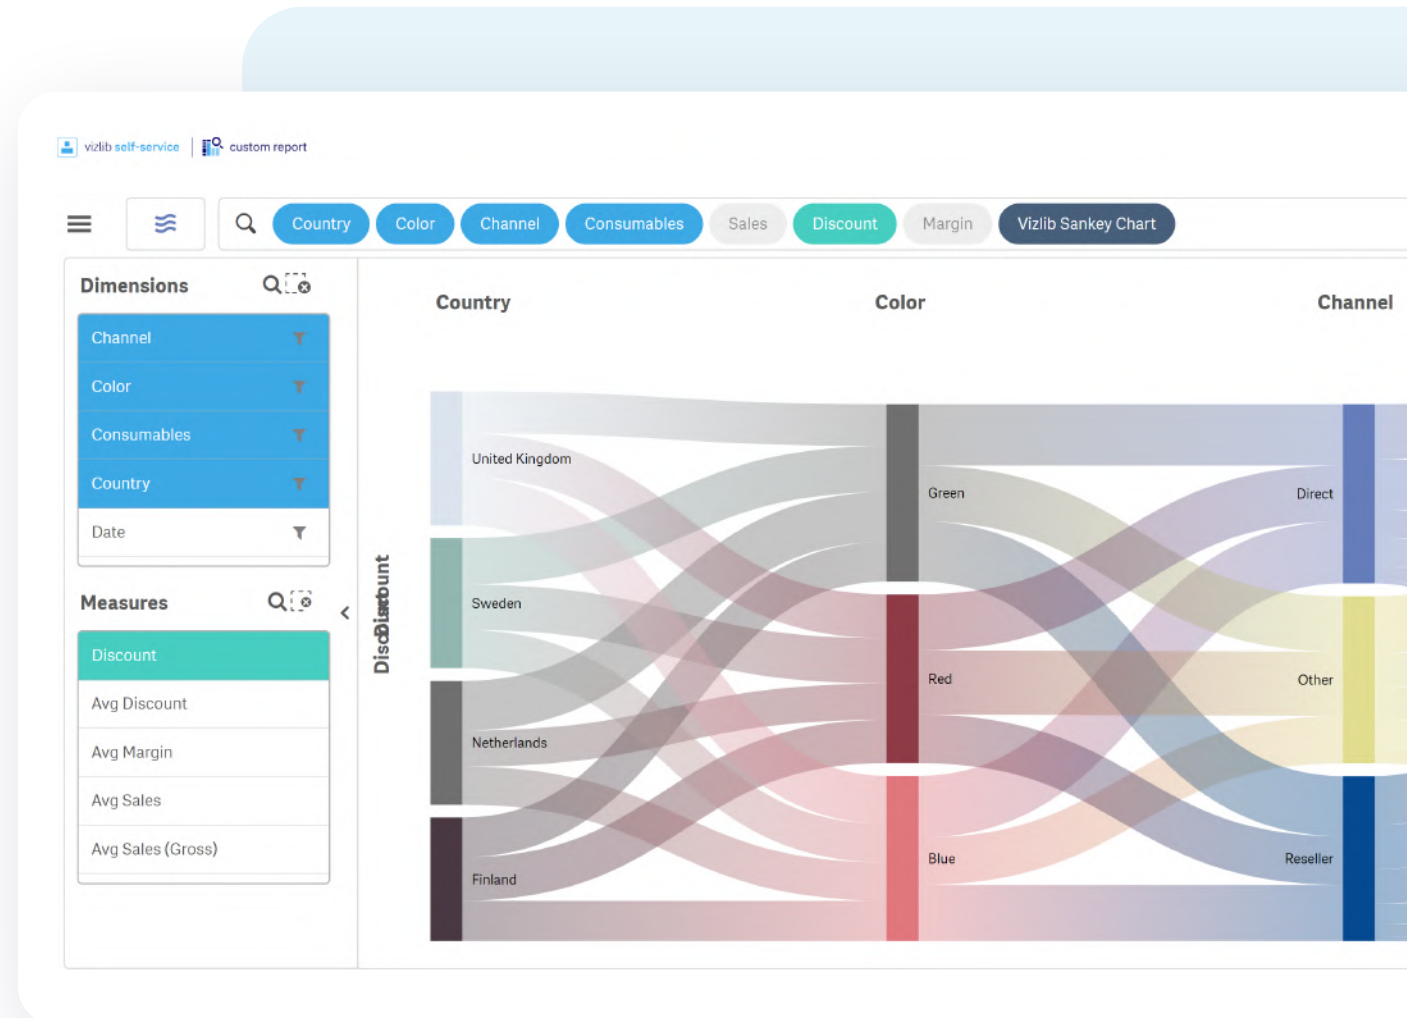 vizlib self-service custom report
Country Color Channel Consumables Sales Discount Margin Vizlib Sankey Chart
Dimensions
Channel
Color
Consumables
Country
Date
Measures
Discount
Avg Discount
Avg Margin
Avg Sales
Avg Sales (Gross)
Discount
Discount
Country Color Channel
United Kingdom
Sweden
Netherlands
Finland
Green
Red
Blue
Direct
Other
Reseller